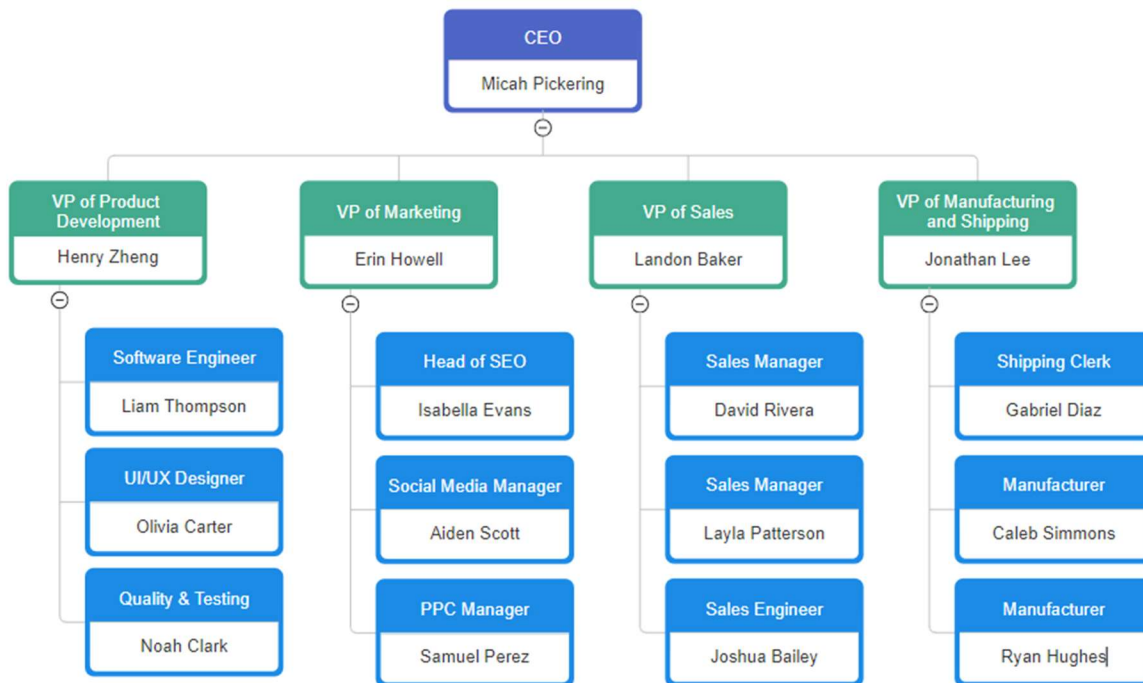 CEO
Micah Pickering
VP of Product
Development
Henry Zheng
VP of Marketing
Erin Howell
VP of Sales
Landon Baker
VP of Manufacturing
and Shipping
Jonathan Lee
Software Engineer
Liam Thompson
UI/UX Designer
Olivia Carter
Quality & Testing
Noah Clark
Head of SEO
Isabella Evans
Social Media Manager
Aiden Scott
PPC Manager
Samuel Perez
Sales Manager
David Rivera
Sales Manager
Layla Patterson
Sales Engineer
Joshua Bailey
Shipping Clerk
Gabriel Diaz
Manufacturer
Caleb Simmons
Manufacturer
Ryan Hughes